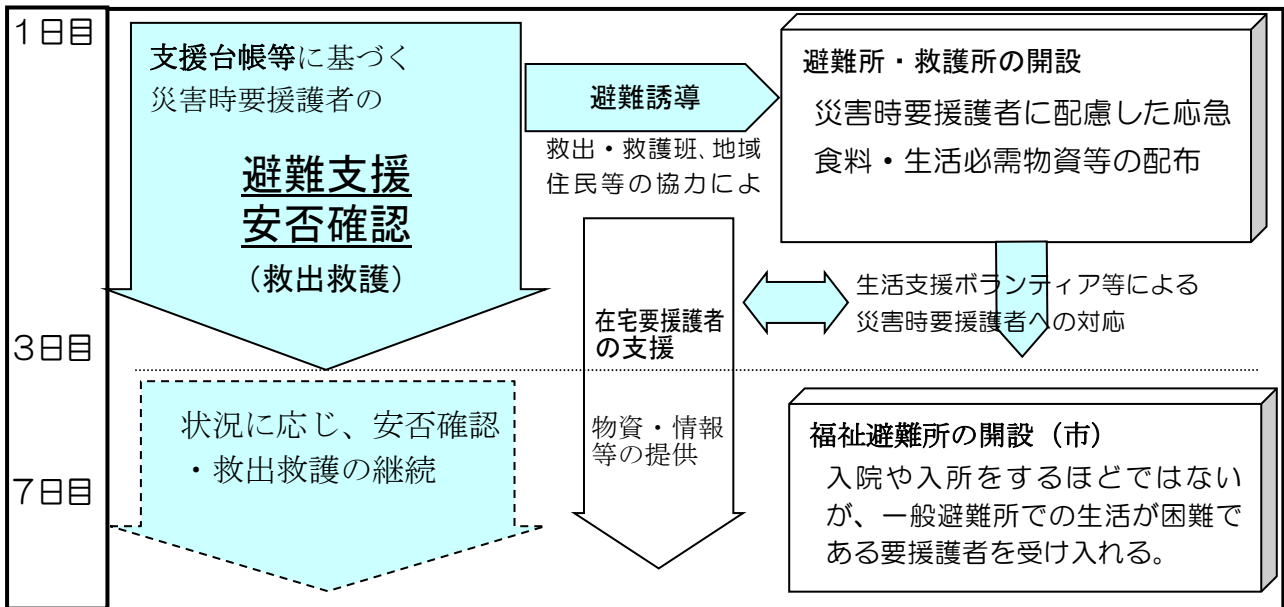 1日目
支援台帳等に基づく
災害時要援護者の
避難支援
安否確認
（救出救護）
避難誘導
救出・救護班、地域
住民等の協力によ
避難所・救護所の開設
災害時要援護者に配慮した応急
食料・生活必需物資等の配布
在宅要援護者
の支援
生活支援ボランティア等による
災害時要援護者への対応
3日目
状況に応じ、安否確認
・救出救護の継続
物資・情報
等の提供
7日目
福祉避難所の開設（市）
入院や入所をするほどではない
が、一般避難所での生活が困難で
ある要援護者を受け入れる。